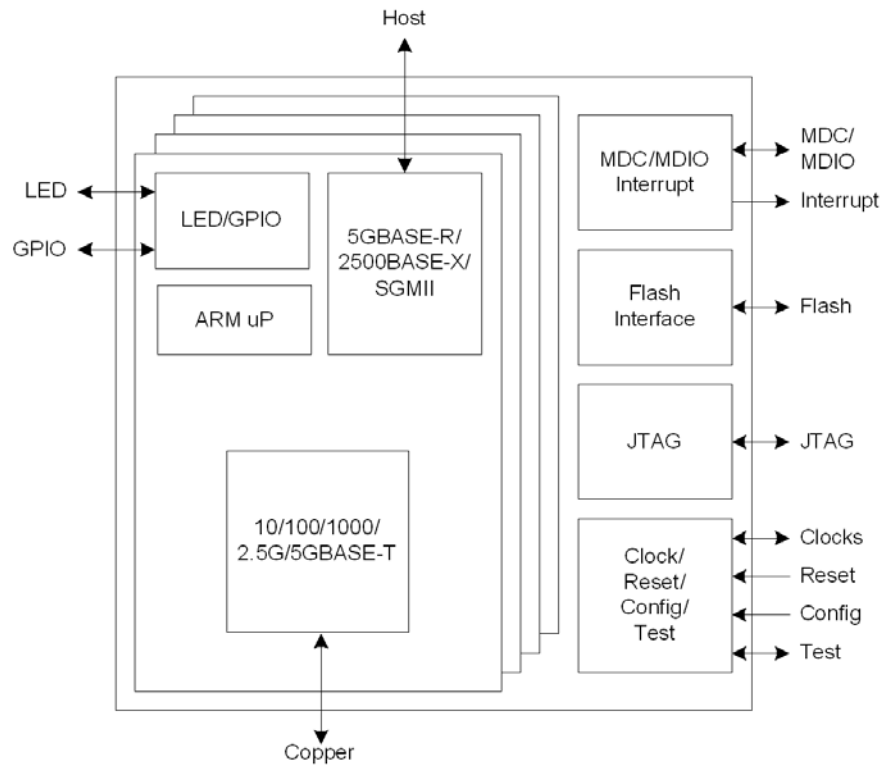 Host
LED
GPIO
LED/GPIO
ARM uP
5GBASE-R/
2500BASE-X/
SGMII
10/100/1000/
2.5G/5GBASE-T
Copper
MDC/MDIO
Interrupt
MDC/
MDIO
Interrupt
Flash
Interface
Flash
JTAG
JTAG
Clock/
Reset/
Config/
Test
Clocks
Reset
Config
Test